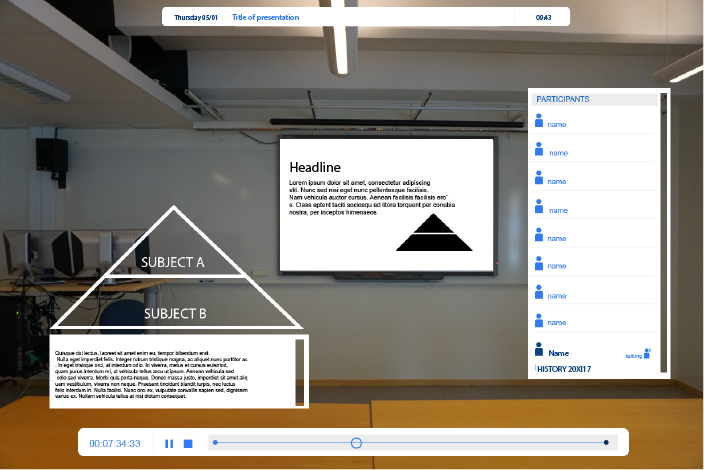 Thursday 05/01
Title of presentation
09:43
PARTICIPANTS
name
name
name
name
name
name
name
name
Name
talking
HISTORY 20XI17
Headline
Lorem ipsum dolor sit amet, consectetur adipiscing
elit. Nunc sed nisi eget nunc pellentesque facilisis.
Nam vehicula auctor cursus. Aenean facilisis facilisis ero
s. Class aptent taciti sociosqu ad litora torquent per conubia
nostra, per inceptos himenaeos
SUBJECT A
SUBJECT B
Quisque dui lectus, laoreet sit amet enim eu, tempor bibendum erat.
Nulla eget imperdiet felis. Integer rutrum tristique magna, ac aliquet nunc porttitor ac
. In eget tristique orci, at interdum odio. In viverra, metus et cursus euismod,
quam purus interdum mi, ut vehicula tellus arcu ut ipsum. Aenean vehicula sed
odio sed viverra. Morbi quis porta neque. Donec massa justo, imperdiet sit amet aliq
uam vestibulum, viverra non neque. Praesent tincidunt blandit turpis, nec luctus
felis interdum in. Nulla facilisi. Nunc orci ex, vulputate convallis sapien sed, dignissim
varius ex. Nullam vehicula tellus at nisl dictum consequat.
00:07:34:33